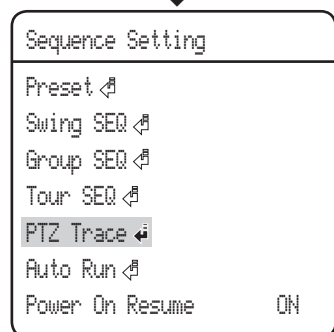 Sequence Setting
Preset ⏎
Swing SEQ ⏎
Group SEQ ⏎
Tour SEQ ⏎
PTZ Trace ⏎
Auto Run ⏎
Power On Resume ON